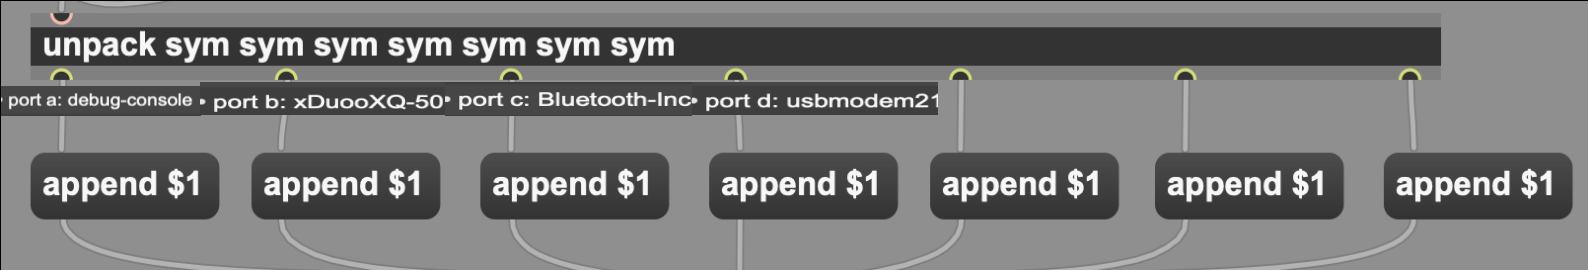 unpack sym sym sym sym sym sym sym
port a: debug-console port b: xDuooXQ-50 port c: Bluetooth-Inc port d: usbmodem21
append $1 append $1 append $1 append $1 append $1 append $1 append $1